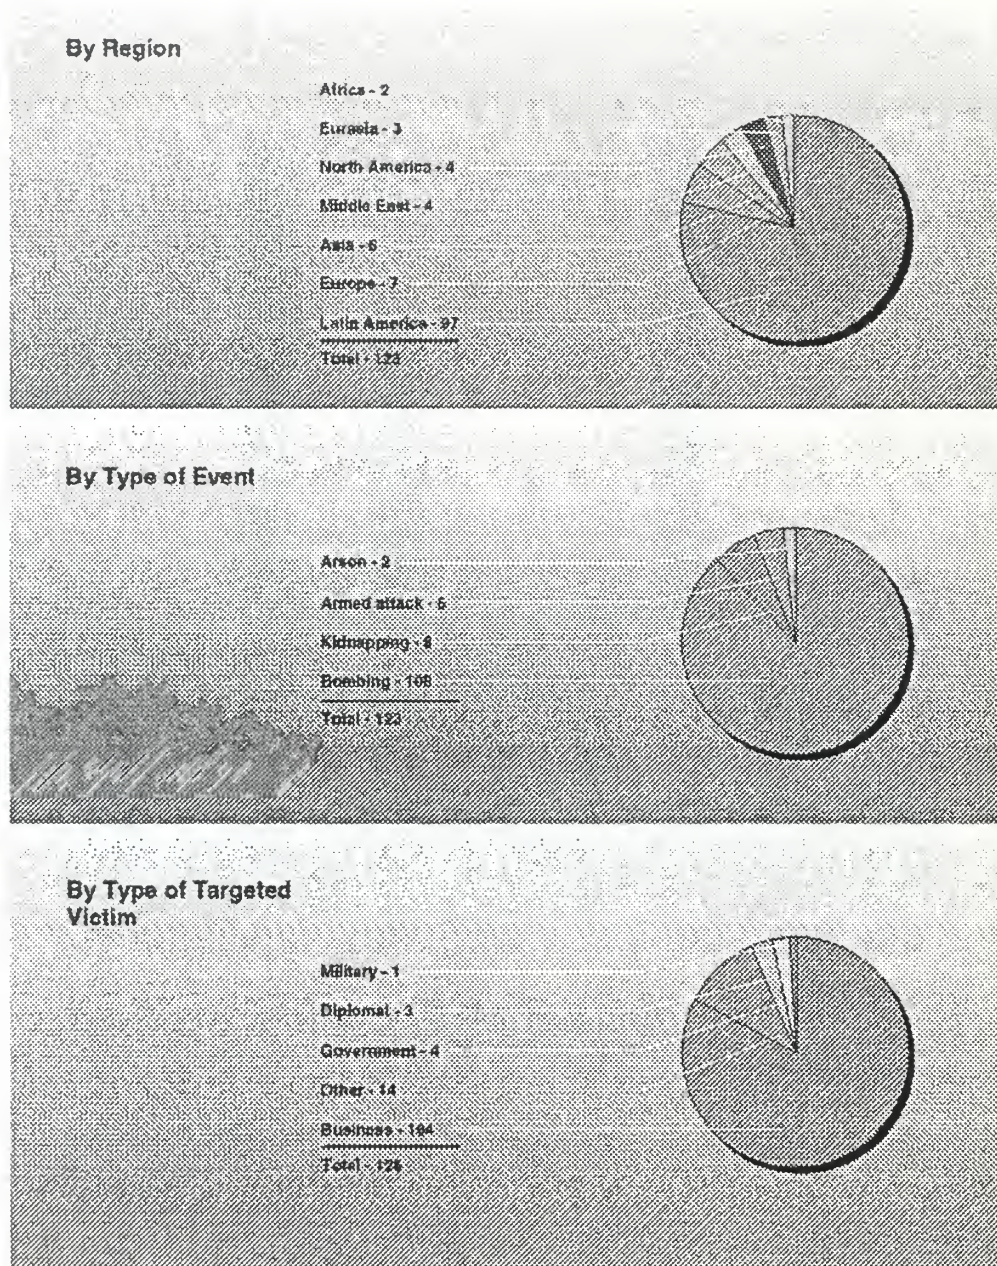 By Region
Africa - 2
Eurasia - 3
North America - 4
Middle East - 4
Asia - 6
Europe - 7
Latin America - 97
Total - 123
By Type of Event
Arson - 2
Armed attack - 5
Kidnapping - 8
Bombing - 108
Total - 123
By Type of Targeted
Victim
Military - 1
Diplomat - 3
Government - 4
Other - 14
Business - 104
Total - 126